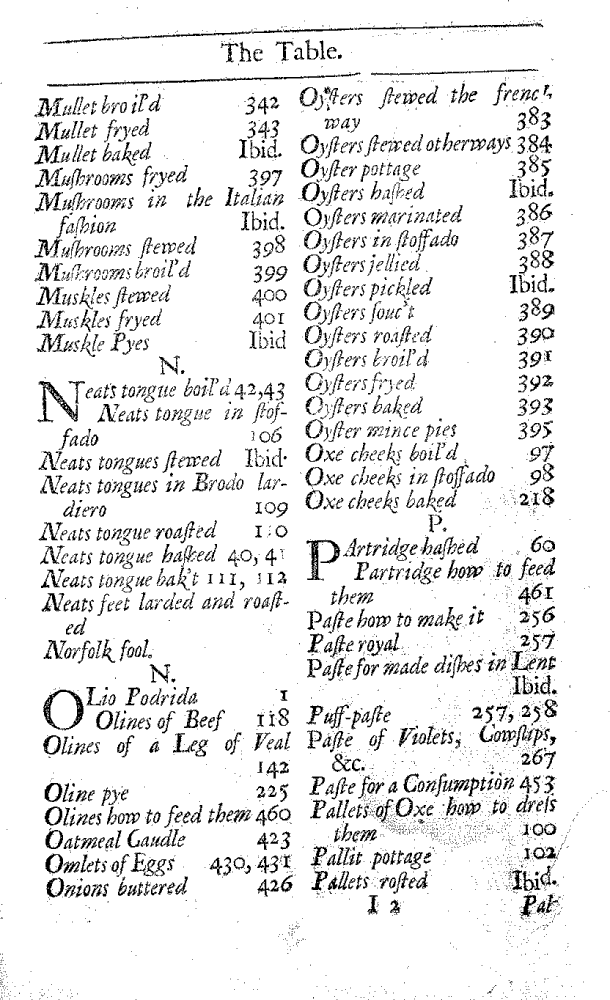 The Table.
Mullet broil'd 342
Mullet fryed 343
Mullet baked Ibid.
Muſhrooms fryed 397
Muſhrooms in the Italian
faſhion Ibid.
Muſhrooms ſtewed 398
Muſhrooms broil'd 399
Muskles ſtewed 400
Muskles fryed 401
Muskle Pyes Ibid
N.
Neats tongue boil'd 42,43
Neats tongue in ſtof-
fado 106
Neats tongues ſtewed Ibid.
Neats tongues in Brodo lar-
diero 109
Neats tongue roaſted 110
Neats tongue haſhed 40, 41
Neats tongue bak't 111, 112
Neats feet larded and roaſt-
ed
Norfolk fool.
N.
OLio Podrida 1
Olines of Beef 118
Olines of a Leg of Veal
142
Oline pye 225
Olines how to feed them 460
Oatmeal Caudle 423
Omlets of Eggs 430, 431
Onions buttered 426
Oyſters ſtewed the french
way 383
Oyſters ſtewed otherways 384
Oyſter pottage 385
Oyſters haſhed Ibid.
Oyſters marinated 386
Oyſters in ſtoffado 387
Oyſters jellied 388
Oyſters pickled Ibid.
Oyſters ſouc't 389
Oyſters roaſted 390
Oyſters broil'd 391
Oyſters fryed 392
Oyſters baked 393
Oyſter mince pies 395
Oxe cheeks boil'd 97
Oxe cheeks in ſtoffado 98
Oxe cheeks baked 218
P.
PArtridge haſhed 60
Partridge how to feed
them 461
Paſte how to make it 256
Paſte royal 257
Paſte for made diſhes in Lent
Ibid.
Puff-paſte 257, 258
Paſte of Violets, Cowſlips,
&c. 267
Paſte for a Conſumption 453
Pallets of Oxe how to dreſs
them 100
Pallit pottage 102
Pallets roſted Ibid.
I 2 Pal-